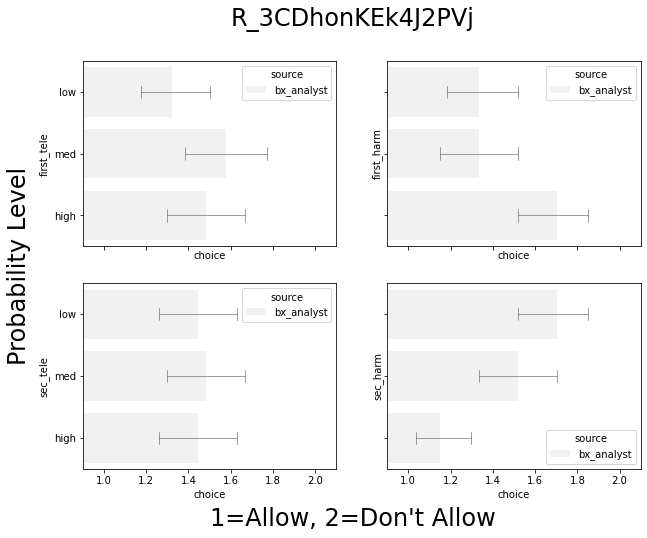 R_3CDhonKEk4J2PVj
source
bx_analyst
low
med
high
first_tele
choice
source
bx_analyst
first_harm
choice
Probability Level
source
bx_analyst
low
med
high
sec_tele
1.0 1.2 1.4 1.6 1.8 2.0
choice
sec_harm
source
bx_analyst
1.0 1.2 1.4 1.6 1.8 2.0
choice
1=Allow, 2=Don't Allow